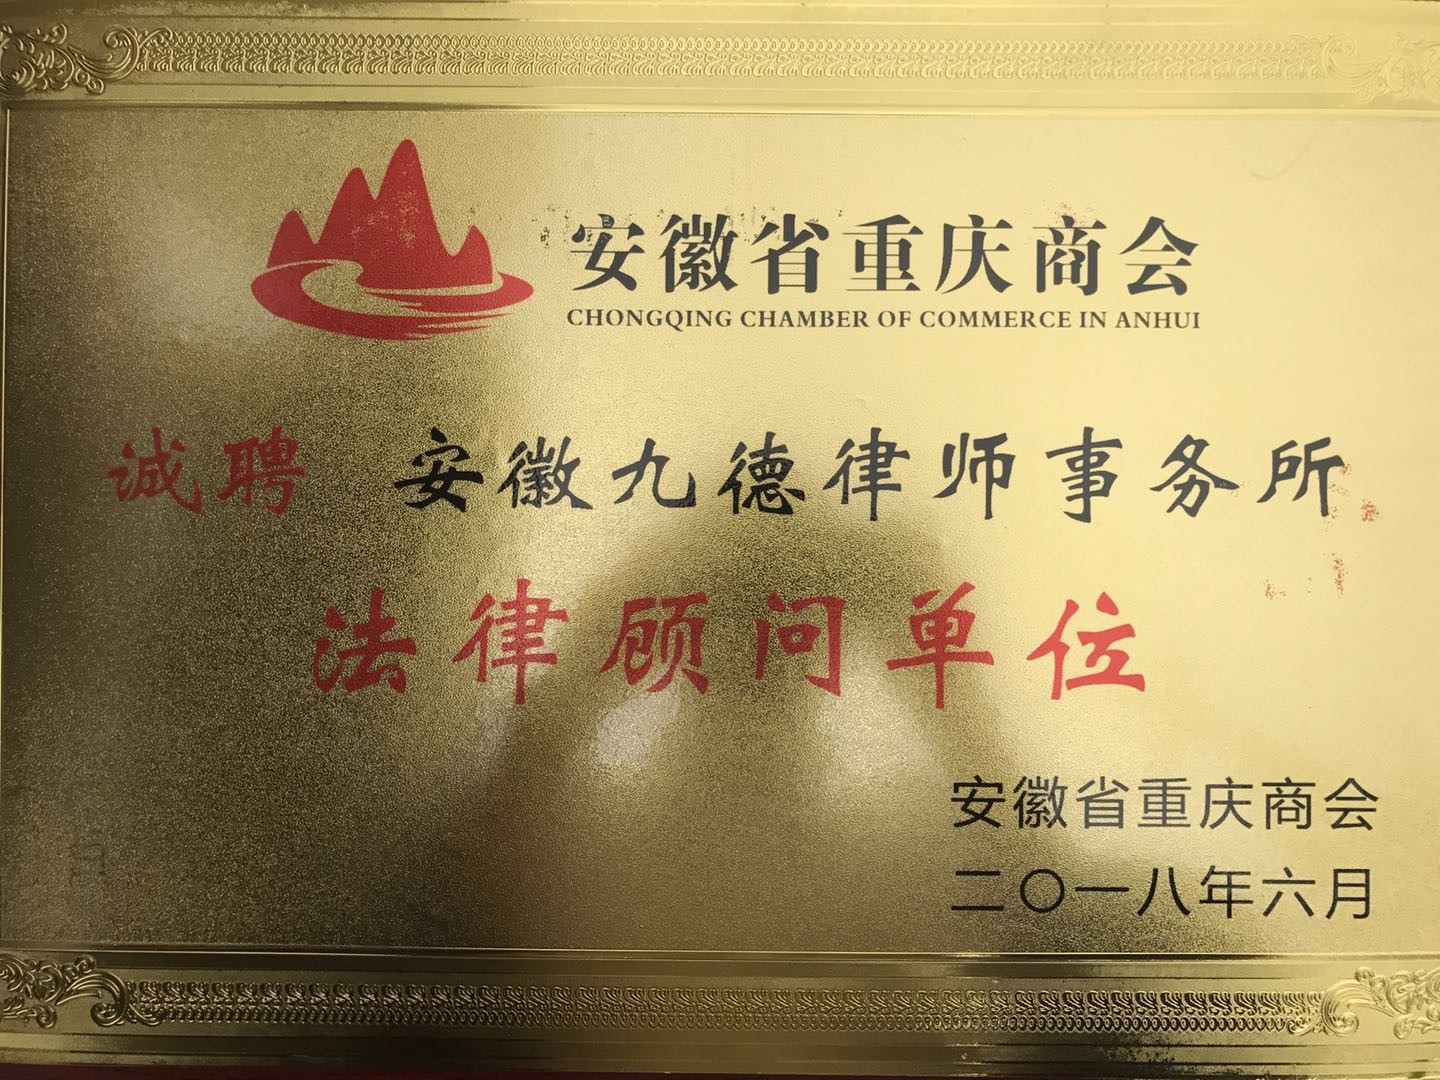 安徽省重庆商会
CHONGQING CHAMBER OF COMMERCE IN ANHUI
诚聘 安徽九德律师事务所
法律顾问单位
安徽省重庆商会
二〇一八年六月